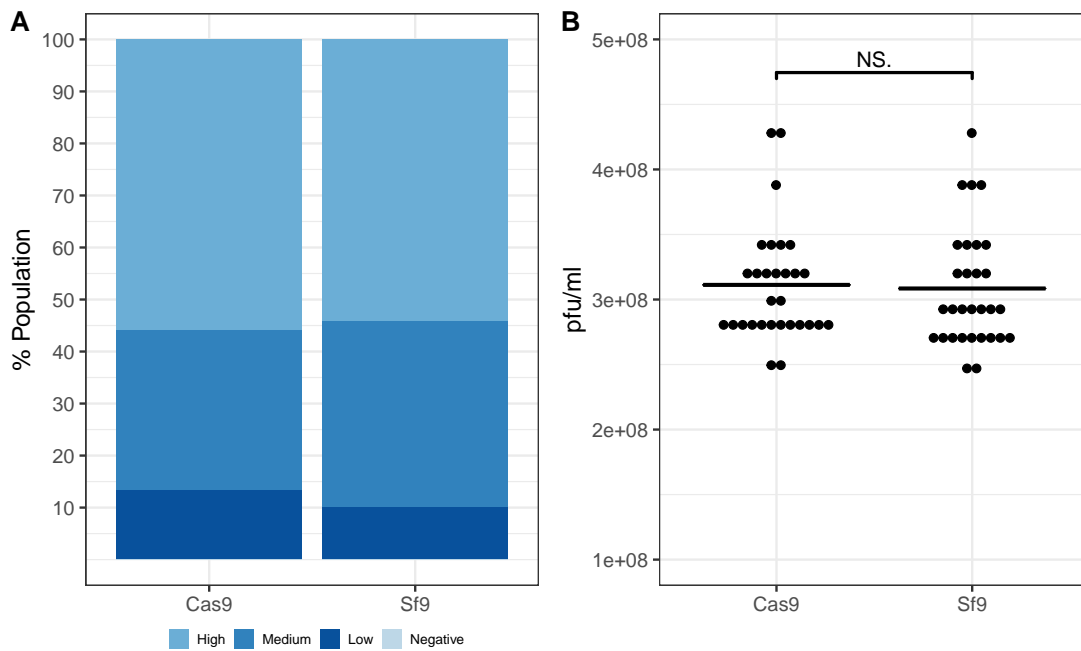 A
% Population
100
90
80
70
60
50
40
30
20
10
Cas9 Sf9
High Medium Low Negative
B
pfu/ml
5e+08
4e+08
3e+08
2e+08
1e+08
NS.
Cas9 Sf9